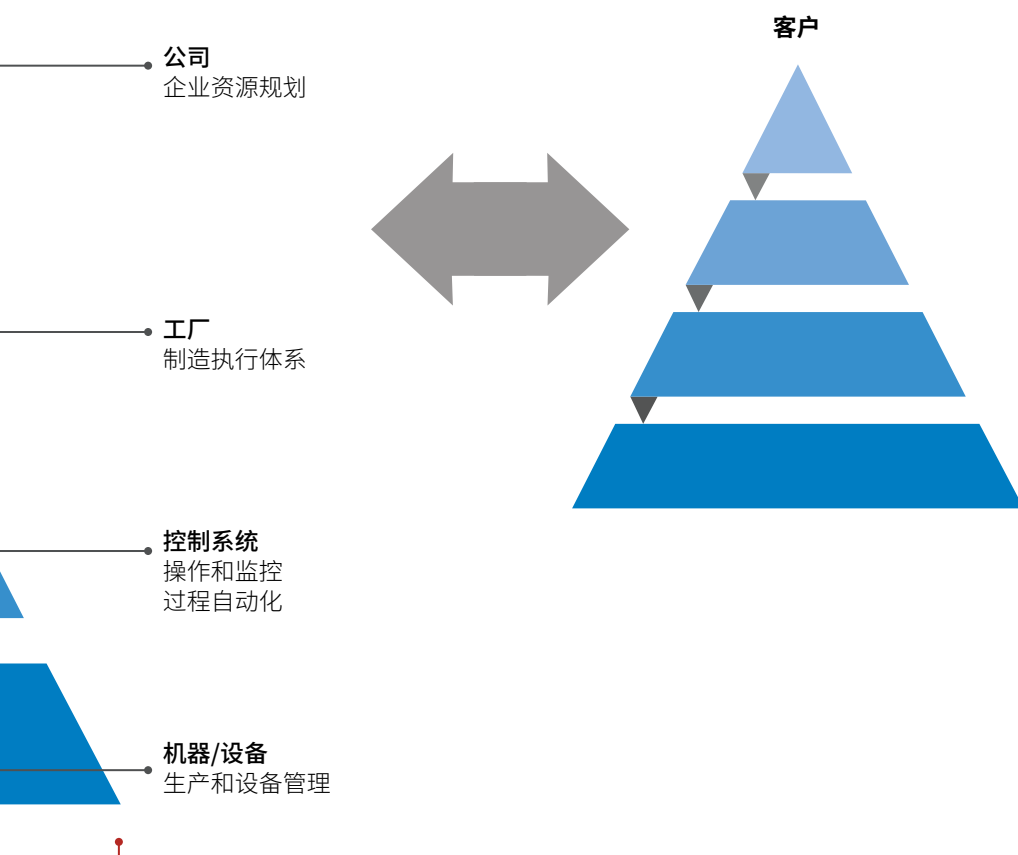 客户
公司
企业资源规划
工厂
制造执行体系
控制系统
操作和监控
过程自动化
机器/设备
生产和设备管理